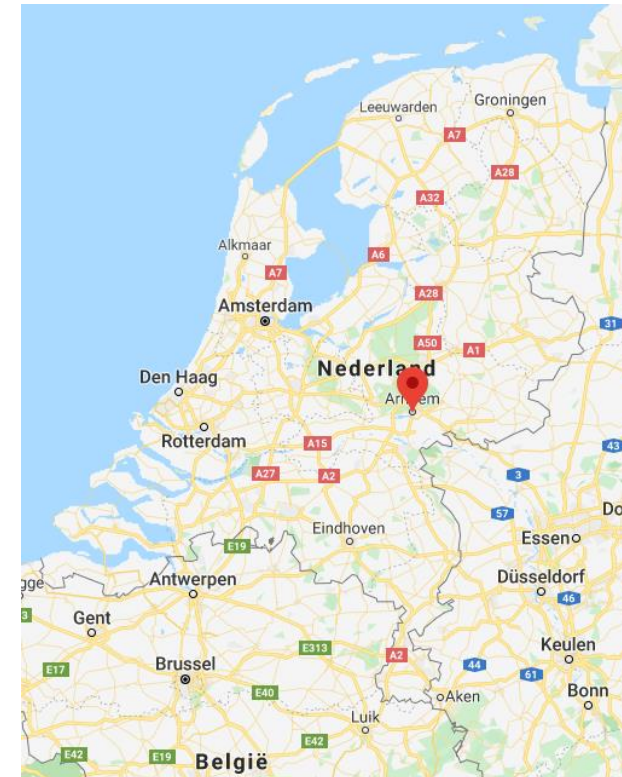 Leeuwarden
Groningen
A7
A28
A32
Alkmaar
A6
A7
A28
Amsterdam
31
A50
A1
Nederland
Den Haag
Rotterdam
A15
43
A27
A2
3
57
Eindhoven
Essen
E19
Düsseldorf
Antwerpen
46
Gent
3
Keulen
Brussel
E313
A2
E17
44
61
E40
Aken
Bonn
Luik
E42
E42
E19
België